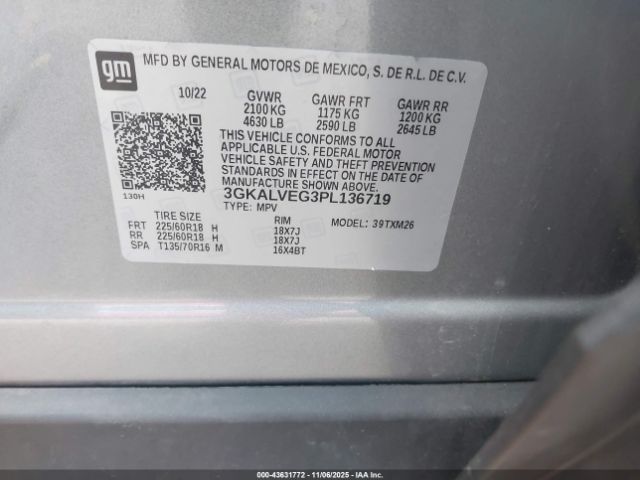 gm
MFD BY GENERAL MOTORS DE MEXICO, S. DE R.L. DE C.V.
10/22 GVWR GAWR FRT GAWR RR
2100 KG 1175 KG 1200 KG
4630 LB 2590 LB 2645 LB
THIS VEHICLE CONFORMS TO ALL
APPLICABLE U.S. FEDERAL MOTOR
VEHICLE SAFETY AND THEFT PREVENTION
STANDARDS IN EFFECT ON THE DATE OF
MANUFACTURE SHOWN ABOVE.
130H 3GKALVEG3PL136719
TYPE: MPV
TIRE SIZE RIM MODEL: 39TXM26
FRT 225/60R18 H 18X7J
RR 225/60R18 H 18X7J
SPA T135/70R16 M 16X4BT
000-43631772 - 11/06/2025 - IAAI.com